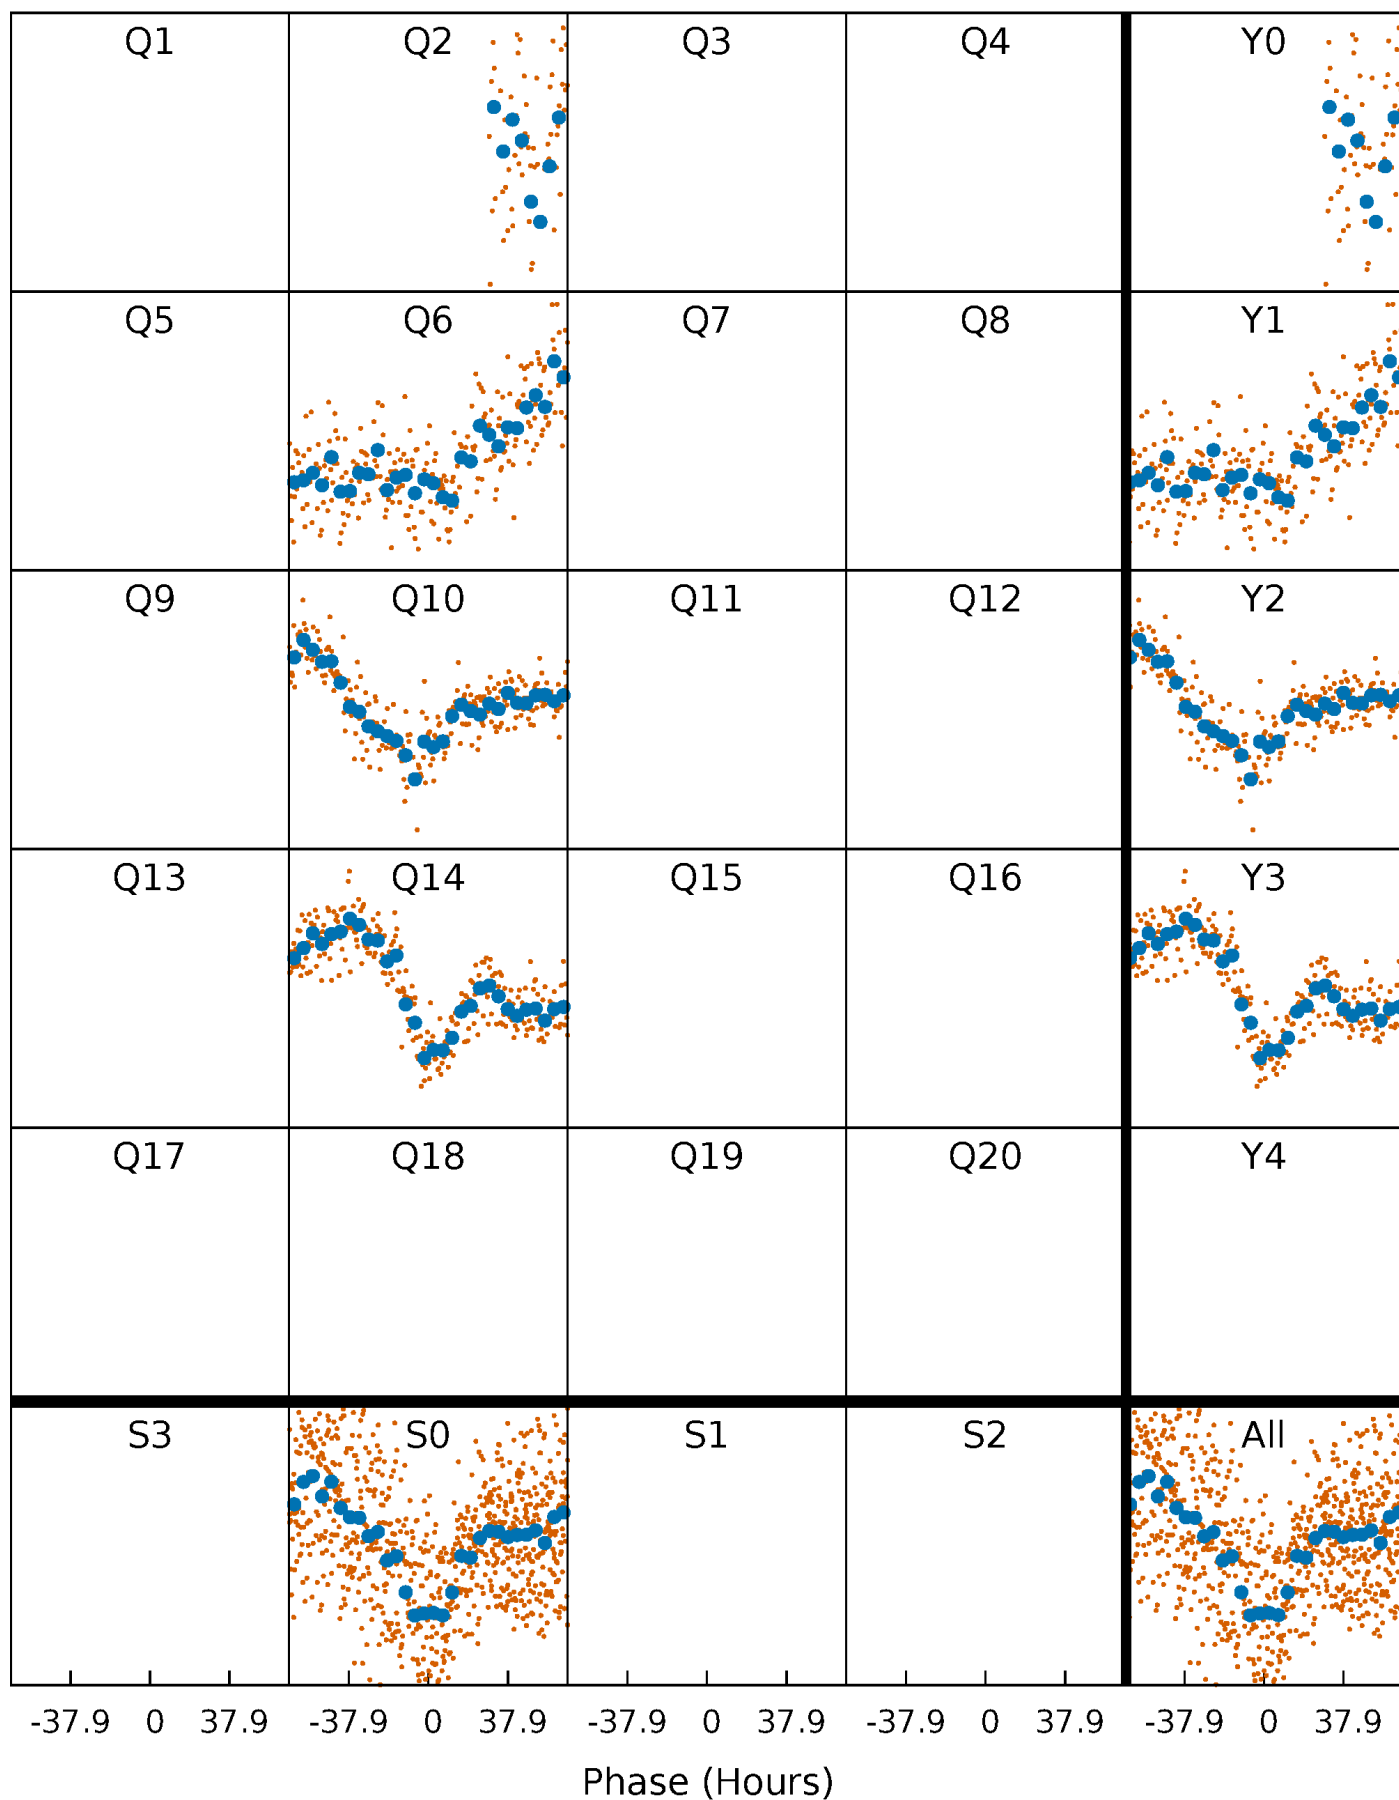 Q1 Q2 Q3 Q4 Y0
Q5 Q6 Q7 Q8 Y1
Q9 Q10 Q11 Q12 Y2
Q13 Q14 Q15 Q16 Y3
Q17 Q18 Q19 Q20 Y4
S3 S0 S1 S2 All
-37.9 0 37.9 -37.9 0 37.9 -37.9 0 37.9 -37.9 0 37.9 -37.9 0 37.9
Phase (Hours)